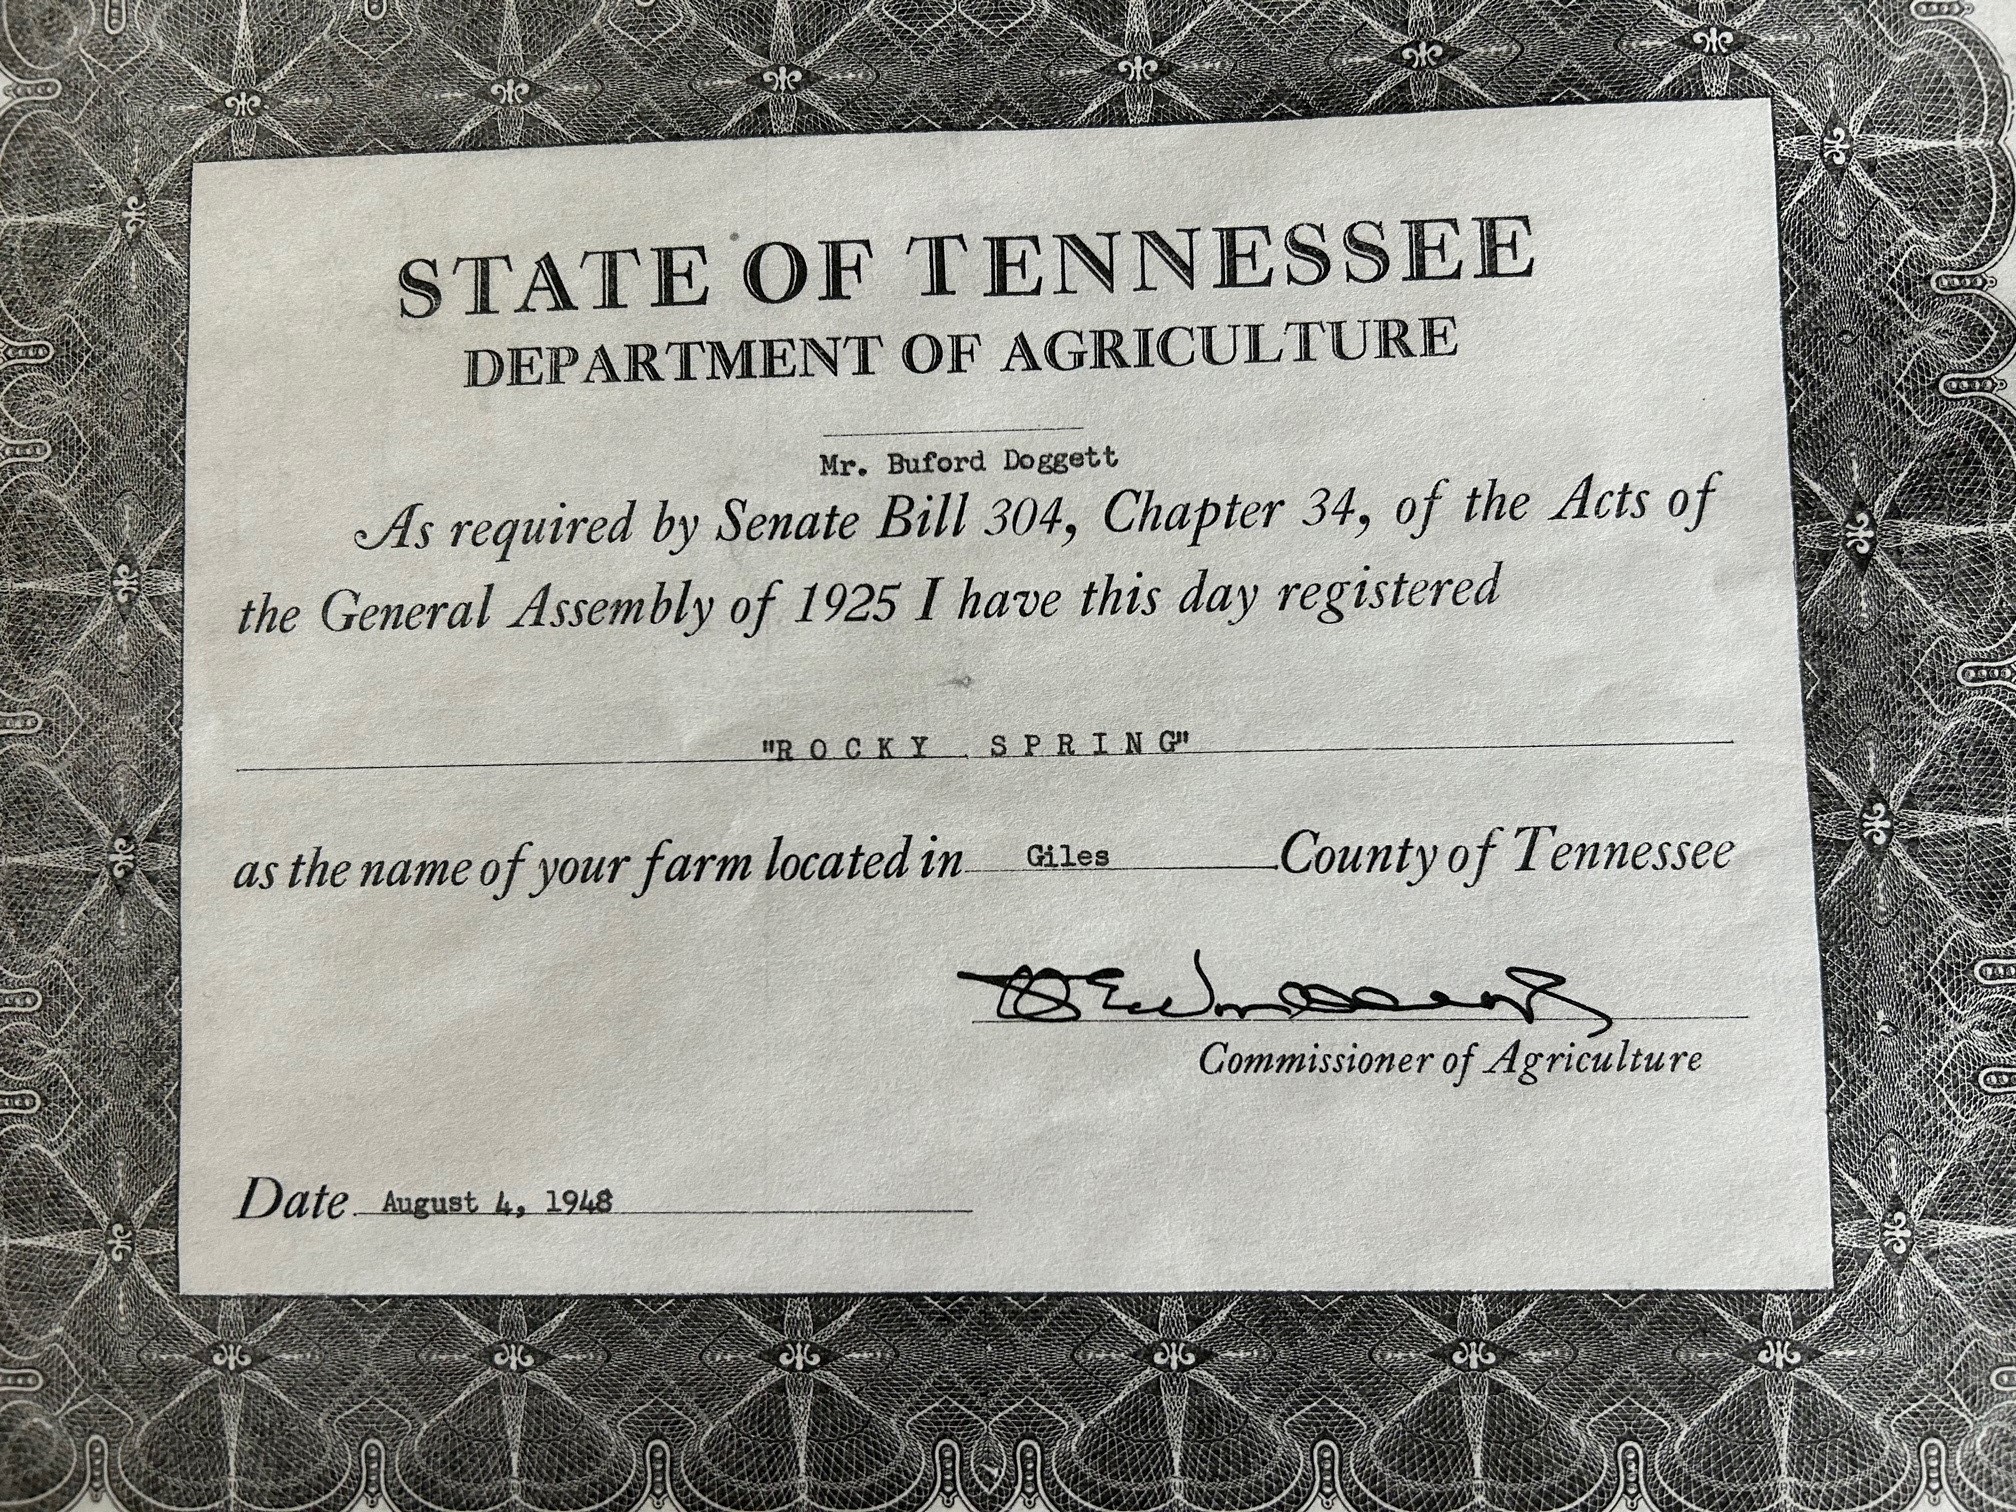 STATE OF TENNESSEE
DEPARTMENT OF AGRICULTURE
Mr. Buford Doggett
As required by Senate Bill 304, Chapter 34, of the Acts of
the General Assembly of 1925 I have this day registered
"ROCKY SPRING"
as the name of your farm located in Giles County of Tennessee
Commissioner of Agriculture
Date August 4, 1948